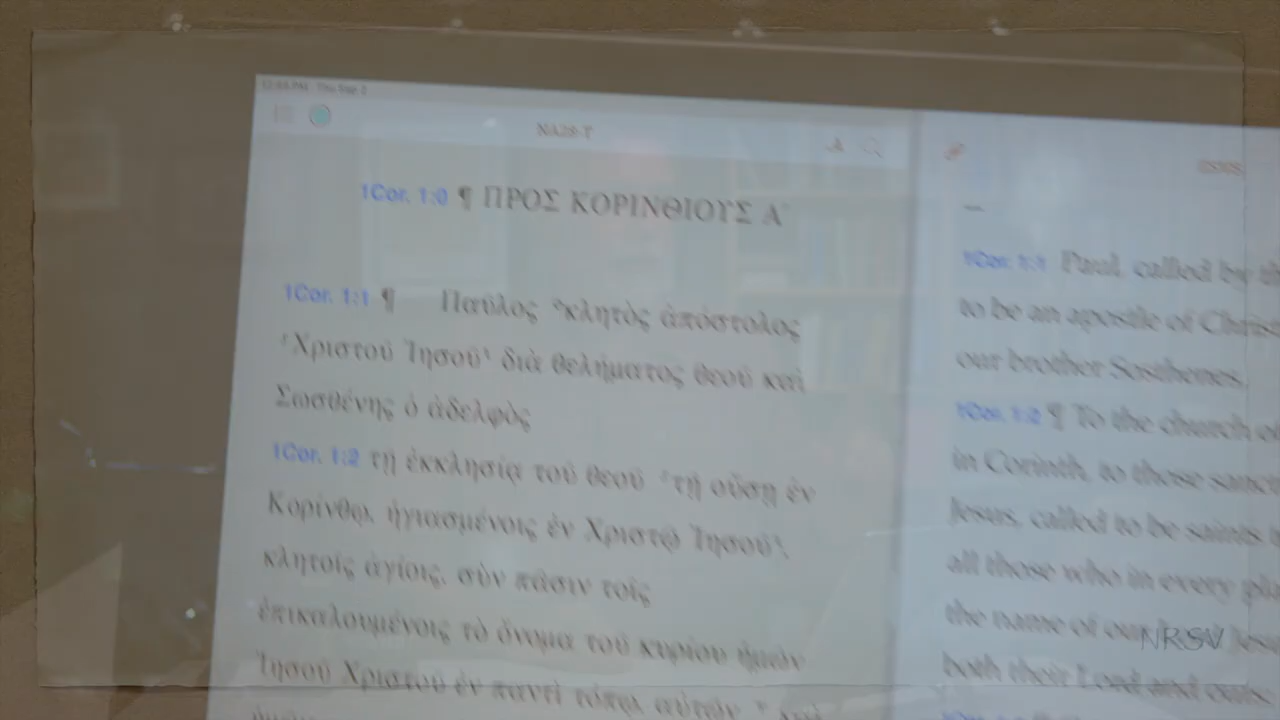 NA28-T
1Cor. 1:0 ¶ ΠΡΟΣ ΚΟΡΙΝΘΙΟΥΣ Αʹ
1Cor. 1:1 ¶ Παῦλος °κλητὸς ἀπόστολος
⸂Χριστοῦ Ἰησοῦ⸃ διὰ θελήματος θεοῦ καὶ
Σωσθένης ὁ ἀδελφὸς
1Cor. 1:2 τῇ ἐκκλησίᾳ τοῦ θεοῦ ⸂τῇ οὔσῃ ἐν
Κορίνθῳ, ἡγιασμένοις ἐν Χριστῷ Ἰησοῦ⸃,
κλητοῖς ἁγίοις, σὺν πᾶσιν τοῖς
ἐπικαλουμένοις τὸ ὄνομα τοῦ κυρίου ἡμῶν
Ἰησοῦ Χριστοῦ ἐν παντὶ τόπῳ, αὐτῶν
1Cor. 1:1 Paul, called by
to be an apostle of Christ
our brother Sosthenes,
1Cor. 1:2 ¶ To the church of
in Corinth, to those
Jesus, called to be saints
all those who in every
the name of our
both their Lord and ours:
NRSV